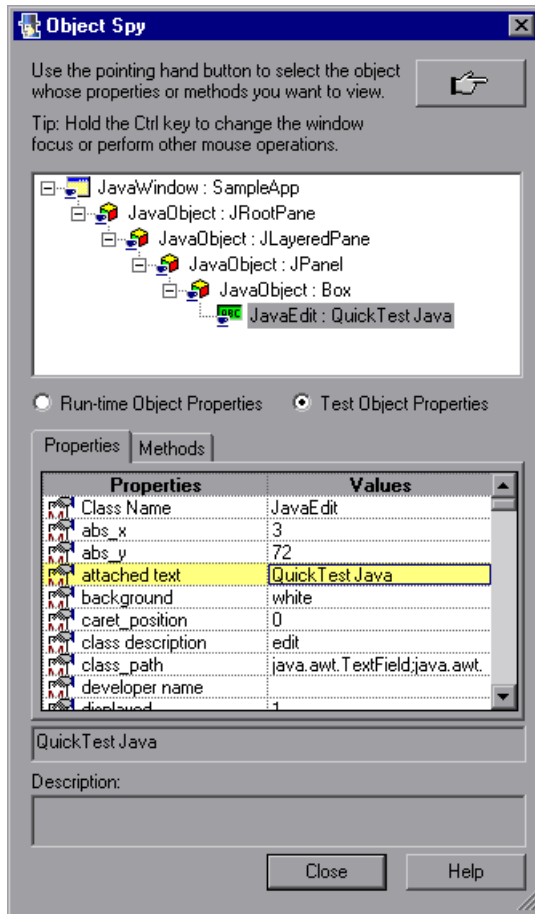 Object Spy
Use the pointing hand button to select the object
whose properties or methods you want to view.
Tip: Hold the Ctrl key to change the window
focus or perform other mouse operations.
JavaWindow : SampleApp
JavaObject : JRootPane
JavaObject : JLayeredPane
JavaObject : JPanel
JavaObject : Box
ABC JavaEdit : QuickTest Java
Run-time Object Properties Test Object Properties
Properties Methods
Properties Values
Class Name JavaEdit
abs_x 3
abs_y 72
attached text QuickTest Java
background white
caret_position 0
class description edit
class_path java.awt.TextField;java.awt.
developer name
displayed 1
QuickTest Java
Description:
Close Help